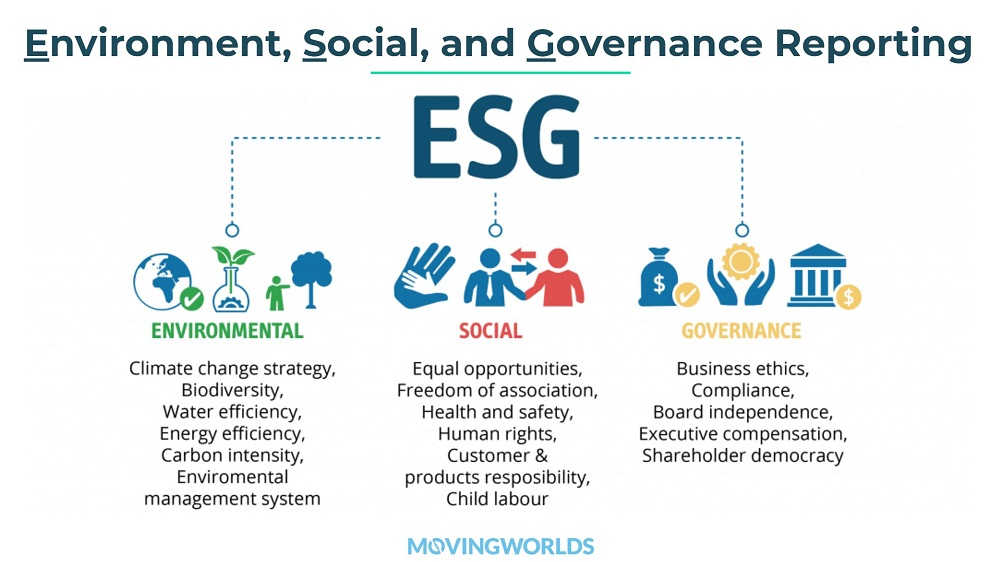 Environment, Social, and Governance Reporting
ESG
ENVIRONMENTAL
Climate change strategy,
Biodiversity,
Water efficiency,
Energy efficiency,
Carbon intensity,
Enviromental
management system
SOCIAL
Equal opportunities,
Freedom of association,
Health and safety,
Human rights,
Customer &
products resposibility,
Child labour
GOVERNANCE
Business ethics,
Compliance,
Board independence,
Executive compensation,
Shareholder democracy
$
$
MOVINGWORLDS